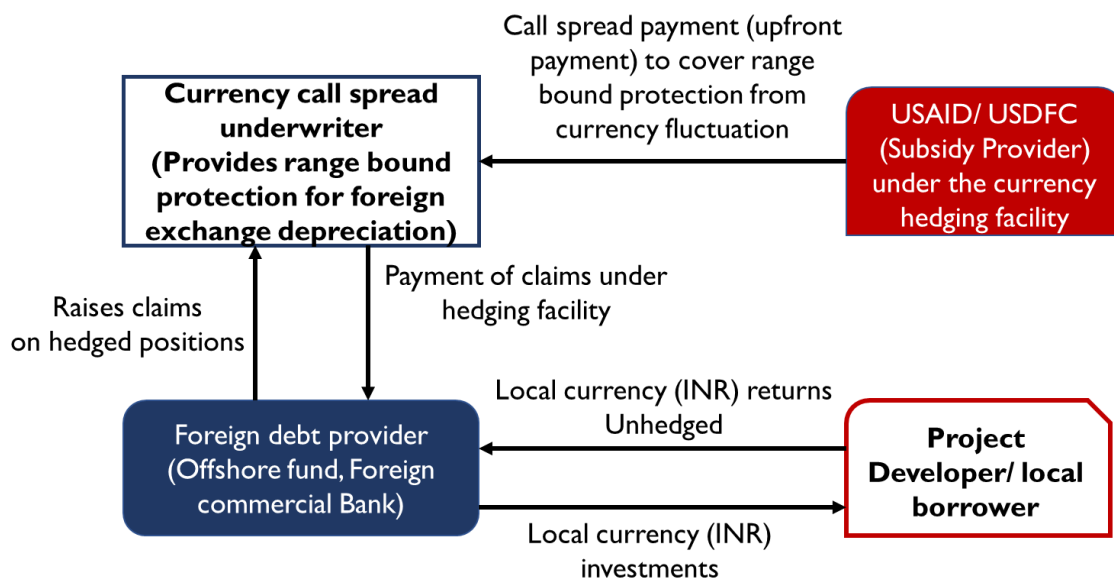 Call spread payment (upfront
payment) to cover range
bound protection from
currency fluctuation
Currency call spread
underwriter
(Provides range bound
protection for foreign
exchange depreciation)
USAID/ USDFC
(Subsidy Provider)
under the currency
hedging facility
Raises claims
on hedged positions
Payment of claims under
hedging facility
Local currency (INR) returns
Unhedged
Foreign debt provider
(Offshore fund, Foreign
commercial Bank)
Project
Developer/ local
borrower
Local currency (INR)
investments